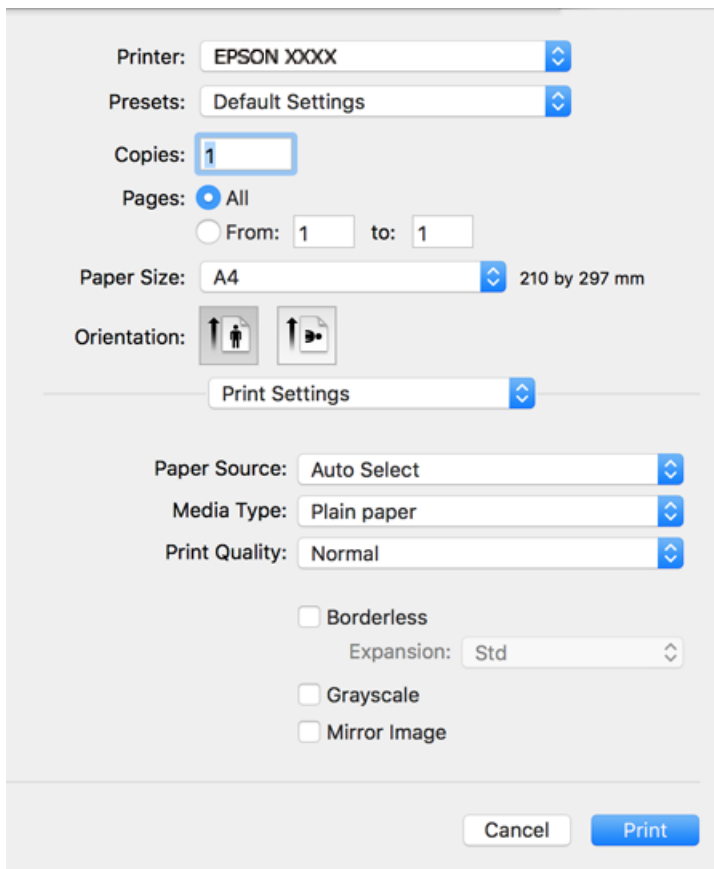 Printer: EPSON XXXX
Presets: Default Settings
Copies: 1
Pages: All
From: 1 to: 1
Paper Size: A4 210 by 297 mm
Orientation:
Print Settings
Paper Source: Auto Select
Media Type: Plain paper
Print Quality: Normal
Borderless
Expansion: Std
Grayscale
Mirror Image
Cancel Print